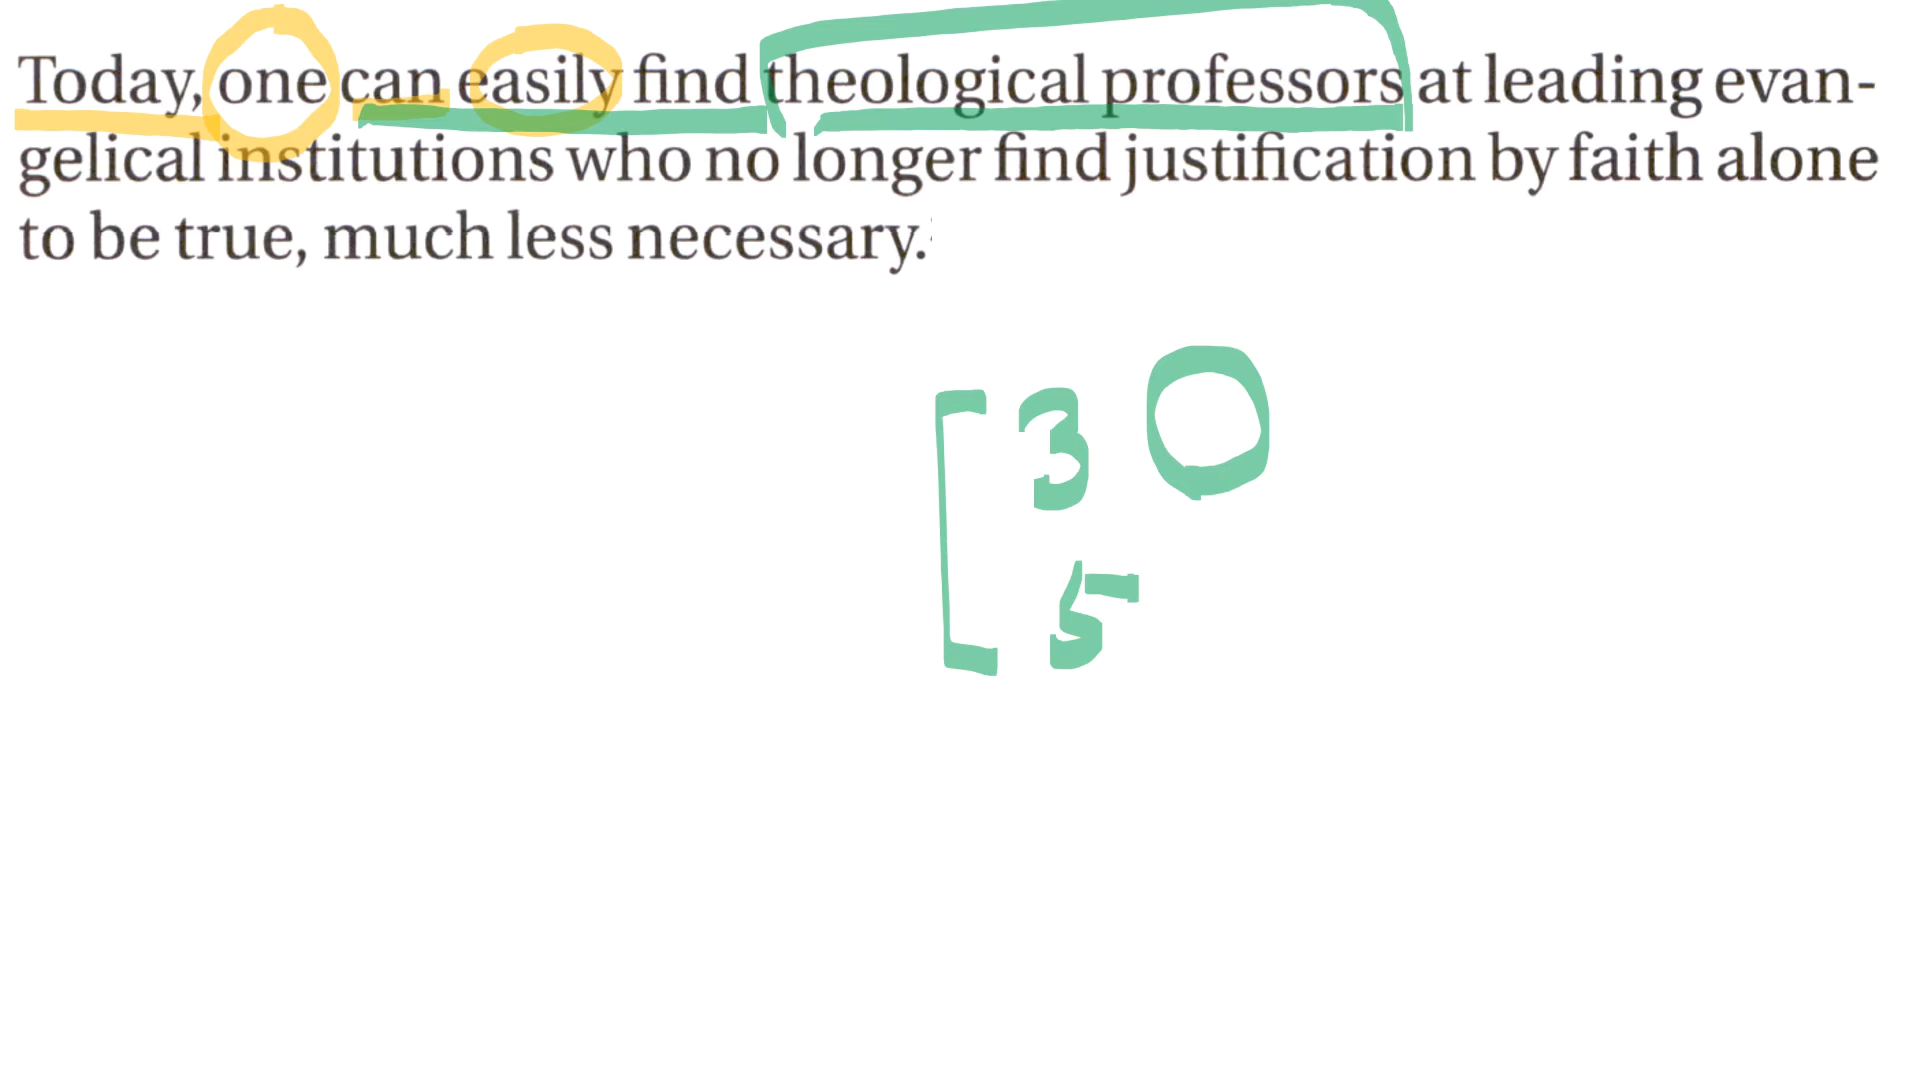 Today, one can easily find theological professors at leading evan-
gelical institutions who no longer find justification by faith alone
to be true, much less necessary.
[ 3 0
5